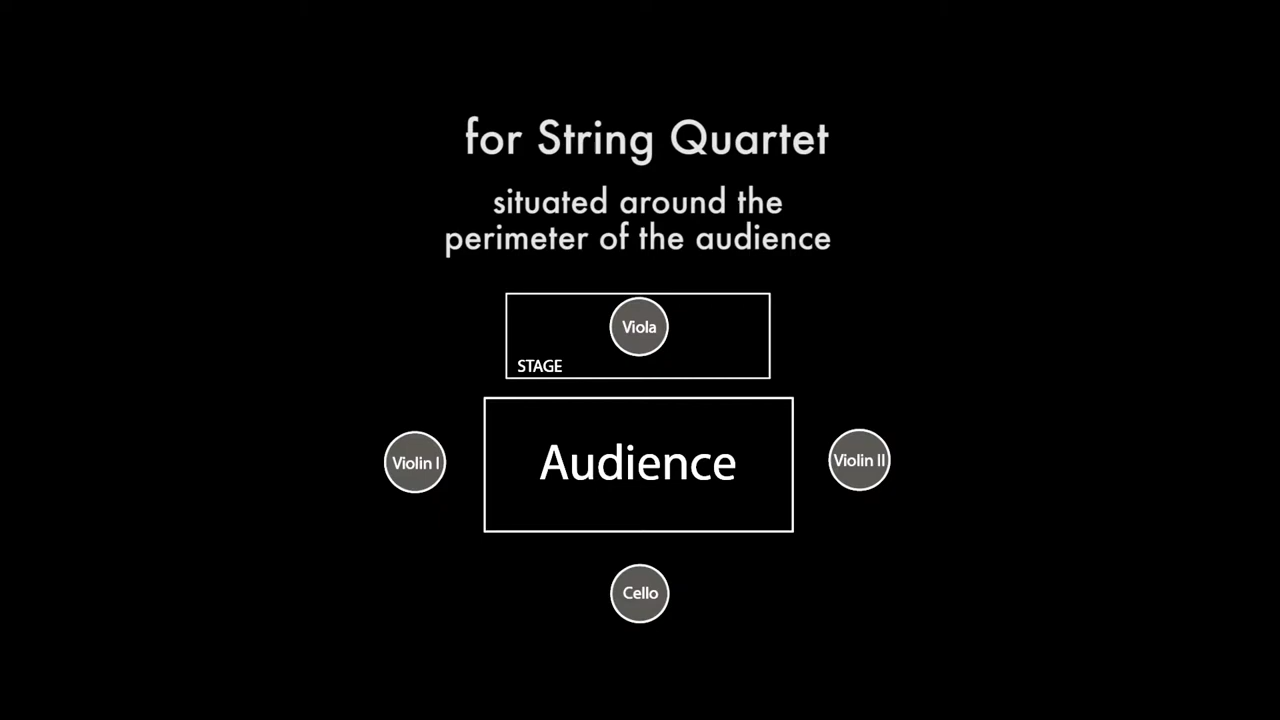 for String Quartet
situated around the
perimeter of the audience
Viola
STAGE
Audience
Violin I
Violin II
Cello